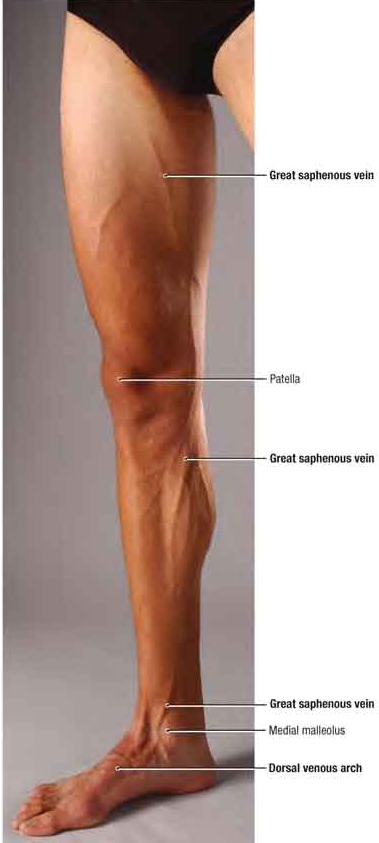 Great saphenous vein
Patella
Great saphenous vein
Great saphenous vein
Medial malleolus
Dorsal venous arch